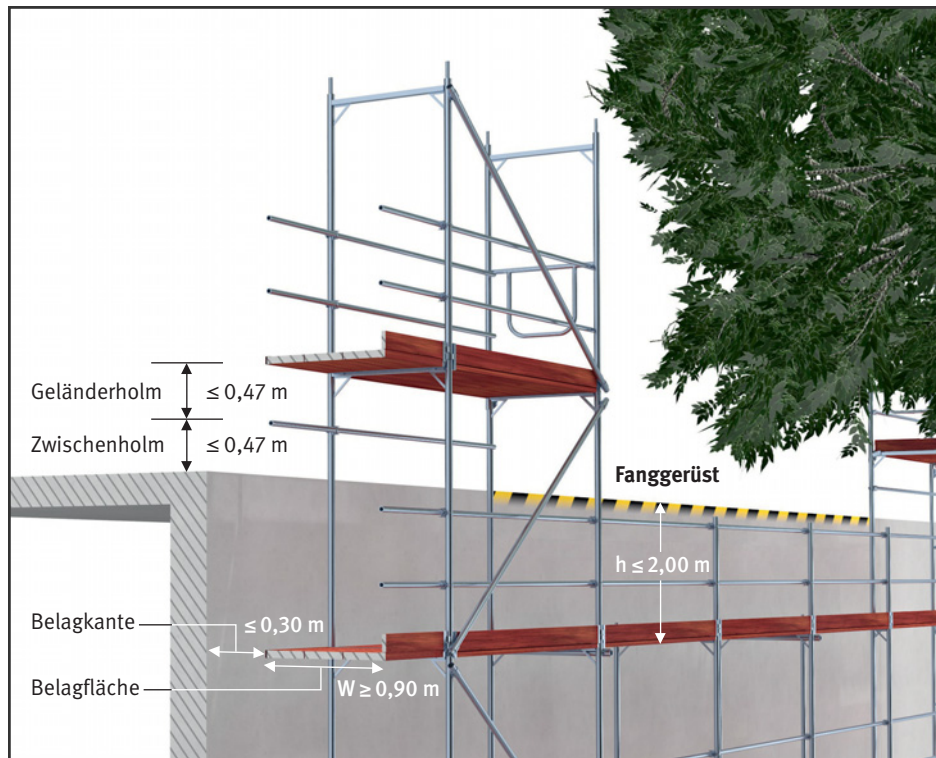 Geländerholm ≤ 0,47 m
Zwischenholm ≤ 0,47 m
Fanggerüst
h ≤ 2,00 m
Belagkante ≤ 0,30 m
Belagfläche W ≥ 0,90 m